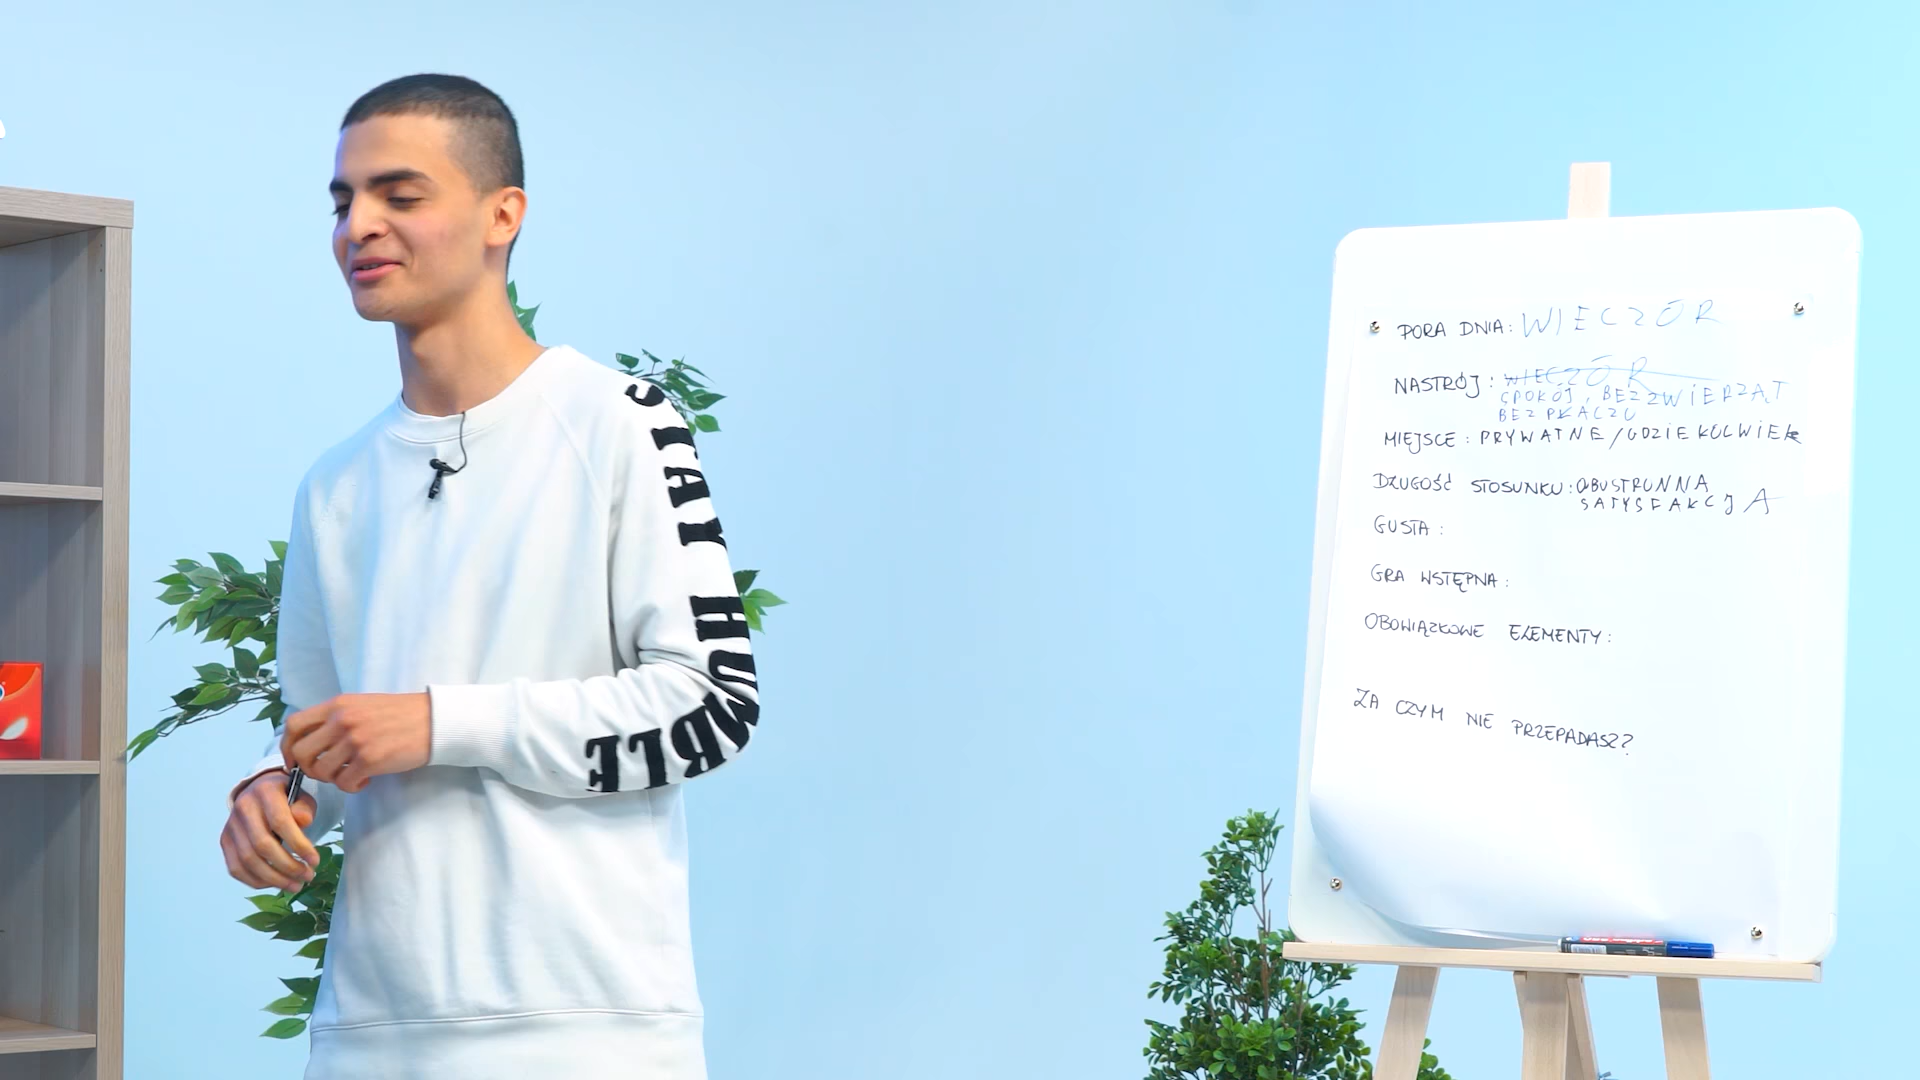 STAY HUMBLE
PORA DNIA: WIECZÓR
NASTRÓJ: WIECZÓR
SPOKÓJ, BEZ ZWIERZĄT
BEZ PŁACZU
MIEJSCE: PRYWATNE/GDZIEKOLWIEK
DŁUGOŚĆ STOSUNKU: OBUSTRONNA
SATYSFAKCJA
GUSTA:
GRA WSTĘPNA:
OBOWIĄZKOWE ELEMENTY:
ZA CZYM NIE PRZEPADASZ?